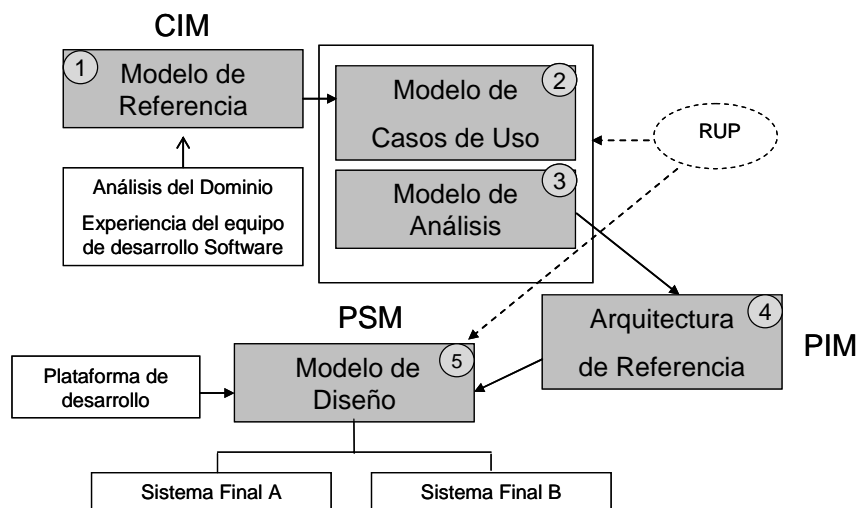 CIM
1
Modelo de
Referencia
2
Modelo de
Casos de Uso
RUP
Análisis del Dominio
Experiencia del equipo
de desarrollo Software
3
Modelo de
Análisis
PSM
4
Arquitectura
de Referencia
PIM
5
Modelo de
Diseño
Plataforma de
desarrollo
Sistema Final A
Sistema Final B